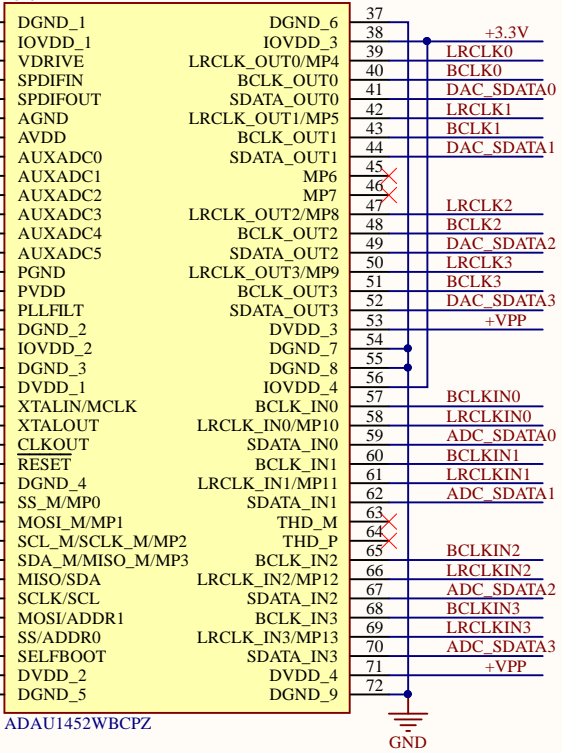 DGND_1 DGND_6 37
IOVDD_1 IOVDD_3 38 +3.3V
VDRIVE LRCLK_OUT0/MP4 39 LRCLK0
SPDIFIN BCLK_OUT0 40 BCLK0
SPDIFOUT SDATA_OUT0 41 DAC_SDATA0
AGND LRCLK_OUT1/MP5 42 LRCLK1
AVDD BCLK_OUT1 43 BCLK1
AUXADC0 SDATA_OUT1 44 DAC_SDATA1
AUXADC1 MP6 45
AUXADC2 MP7 46
AUXADC3 LRCLK_OUT2/MP8 47 LRCLK2
AUXADC4 BCLK_OUT2 48 BCLK2
AUXADC5 SDATA_OUT2 49 DAC_SDATA2
PGND LRCLK_OUT3/MP9 50 LRCLK3
PVDD BCLK_OUT3 51 BCLK3
PLLFILT SDATA_OUT3 52 DAC_SDATA3
DGND_2 DVDD_3 53 +VPP
IOVDD_2 DGND_7 54
DGND_3 DGND_8 55
DVDD_1 IOVDD_4 56
XTALIN/MCLK BCLK_IN0 57 BCLKIN0
XTALOUT LRCLK_IN0/MP10 58 LRCLKIN0
CLKOUT SDATA_IN0 59 ADC_SDATA0
RESET BCLK_IN1 60 BCLKIN1
DGND_4 LRCLK_IN1/MP11 61 LRCLKIN1
SS_M/MP0 SDATA_IN1 62 ADC_SDATA1
MOSI_M/MP1 THD_M 63
SCL_M/SCLK_M/MP2 THD_P 64
SDA_M/MISO_M/MP3 BCLK_IN2 65 BCLKIN2
MISO/SDA LRCLK_IN2/MP12 66 LRCLKIN2
SCLK/SCL SDATA_IN2 67 ADC_SDATA2
MOSI/ADDR1 BCLK_IN3 68 BCLKIN3
SS/ADDR0 LRCLK_IN3/MP13 69 LRCLKIN3
SELFBOOT SDATA_IN3 70 ADC_SDATA3
DVDD_2 DVDD_4 71 +VPP
DGND_5 DGND_9 72
ADAU1452WBCPZ
GND